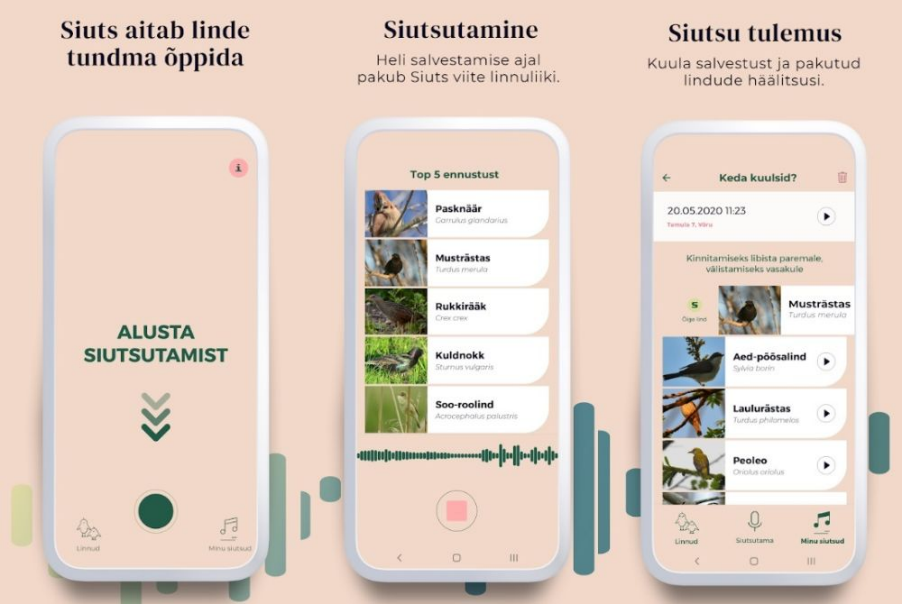 Siuts aitab linde
tundma õppida
i
ALUSTA
SIUTSUTAMIST
Linnud
Minu siutsud
Siutsutamine
Heli salvestamise ajal
pakub Siuts viite linnuliiki.
Top 5 ennustust
Pasknäär
Garrulus glandarius
Musträstas
Turdus merula
Rukkirääk
Crex crex
Kuldnokk
Sturnus vulgaris
Soo-roolind
Acrocephalus palustris
Siutsu tulemus
Kuula salvestust ja pakutud
lindude häälitsusi.
Keda kuulsid?
20.05.2020 11:23
Tamula 7, Võru
Kinnitamiseks libista paremale,
välistamiseks vasakule
S
Õige lind
Musträstas
Turdus merula
Aed-põõsalind
Sylvia borin
Laulurästas
Turdus philomelos
Peoleo
Oriolus oriolus
Linnud
Siutsutama
Minu siutsud